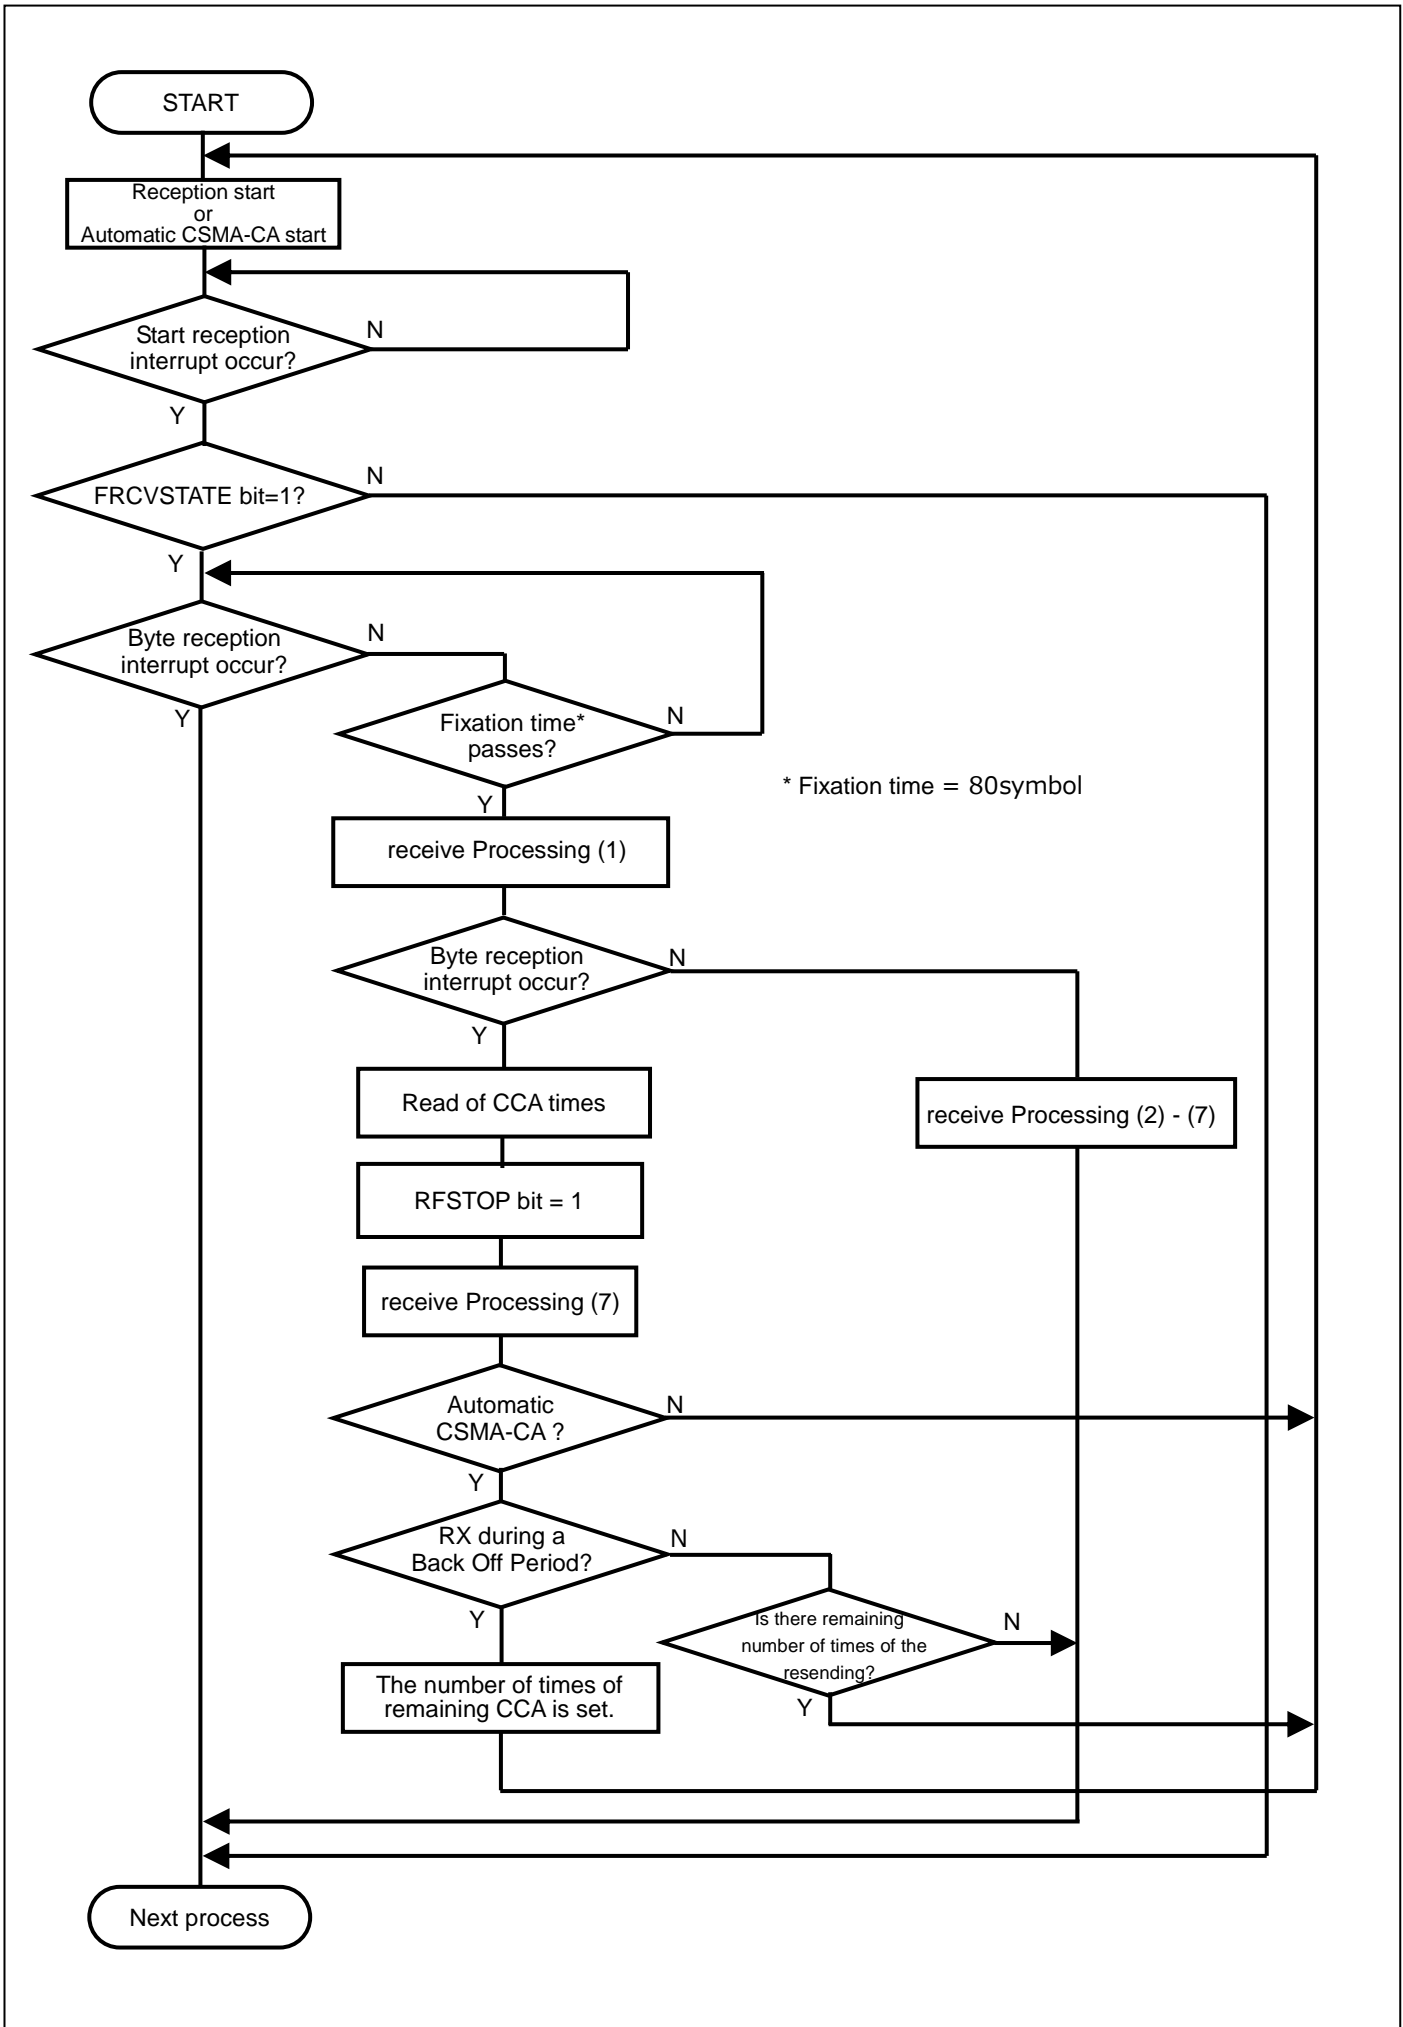 START
Reception start
or
Automatic CSMA-CA start
Start reception
interrupt occur?
N
Y
FRCVSTATE bit=1?
N
Y
Byte reception
interrupt occur?
N
Y
Fixation time*
passes?
N
Y
* Fixation time = 80symbol
receive Processing (1)
Byte reception
interrupt occur?
N
Y
Read of CCA times
receive Processing (2) - (7)
RFSTOP bit = 1
receive Processing (7)
Automatic
CSMA-CA ?
N
Y
RX during a
Back Off Period?
N
Y
Is there remaining
number of times of the
resending?
N
Y
The number of times of
remaining CCA is set.
Next process